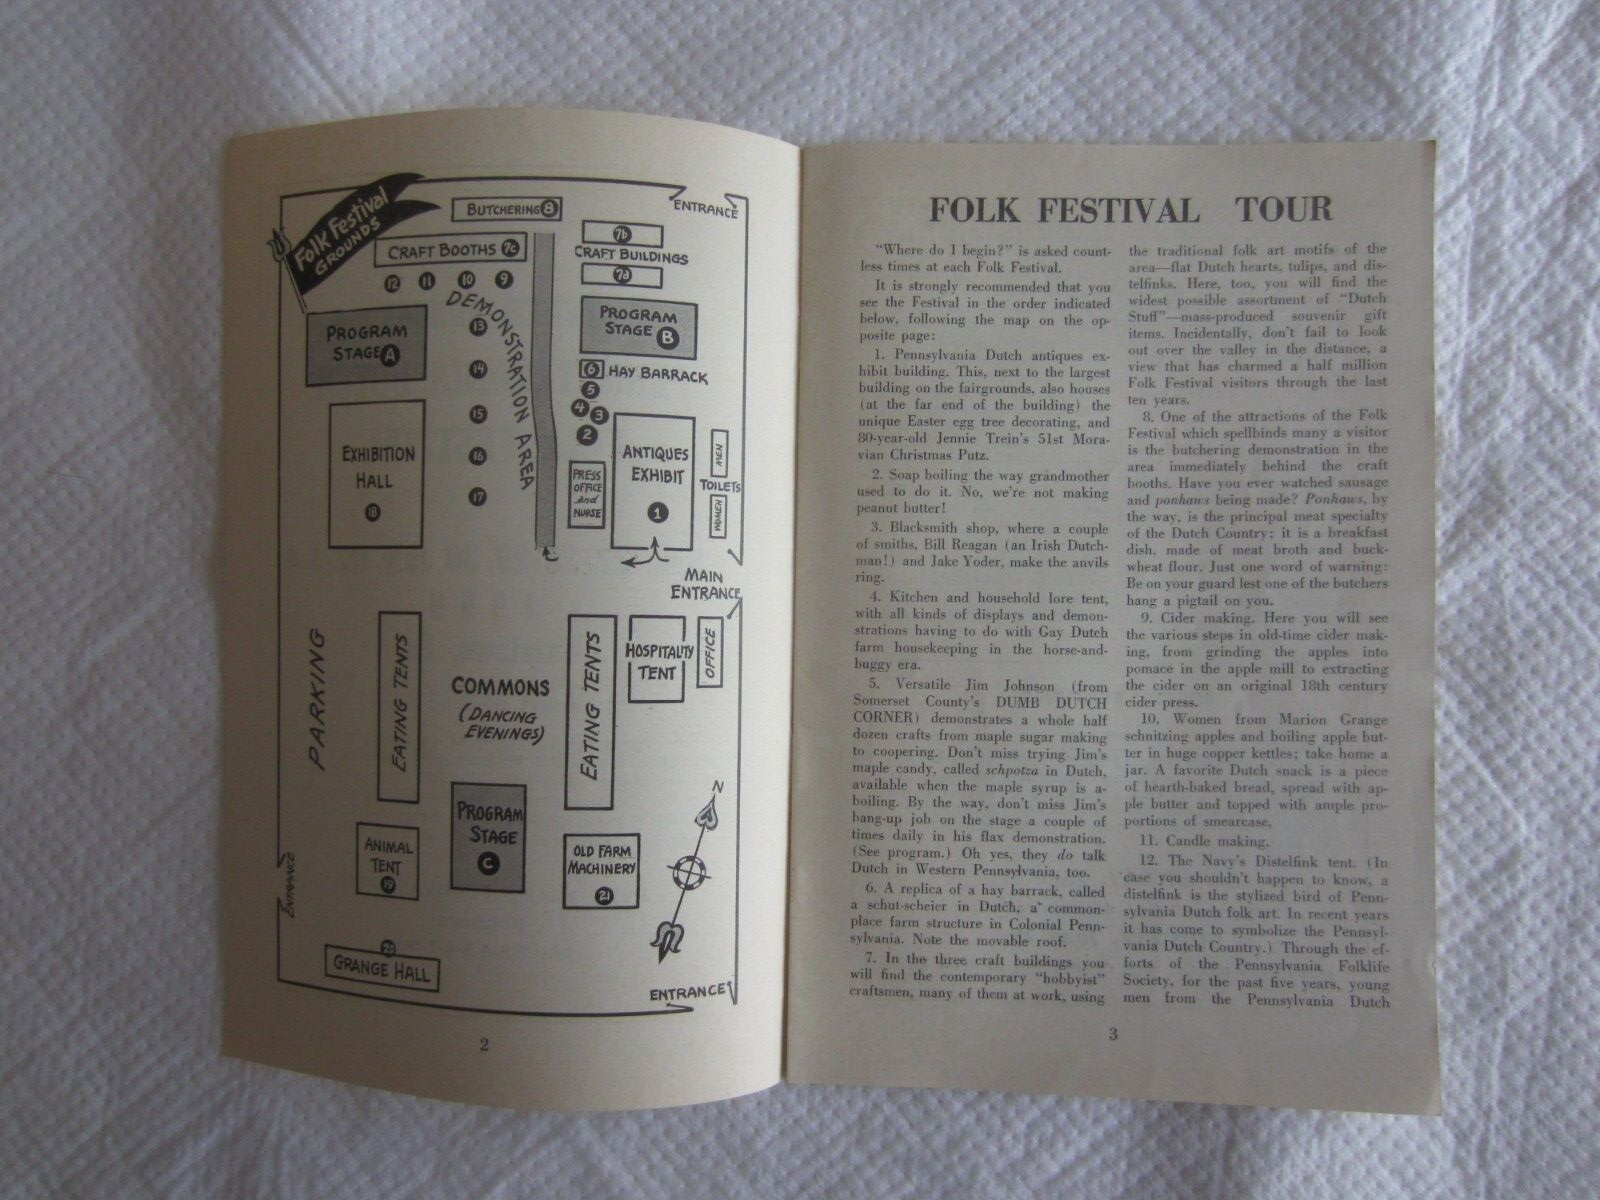 Folk Festival
GROUNDS
BUTCHERING 8
ENTRANCE
CRAFT BOOTHS 7c
7b
CRAFT BUILDINGS
7a
12 11 10 9
DEMONSTRATION AREA
13
14
15
16
17
PROGRAM
STAGE A
PROGRAM
STAGE B
6 HAY BARRACK
5
4 3
2
EXHIBITION
HALL
18
PRESS
OFFICE
and
NURSE
ANTIQUES
EXHIBIT
1
MEN
TOILETS
WOMEN
MAIN
ENTRANCE
PARKING
EATING TENTS
COMMONS
(DANCING
EVENINGS)
EATING TENTS
HOSPITALITY
TENT
OFFICE
ANIMAL
TENT
19
PROGRAM
STAGE
C
OLD FARM
MACHINERY
21
N
ENTRANCE
20
GRANGE HALL
ENTRANCE
2
FOLK FESTIVAL TOUR
"Where do I begin?" is asked count-
less times at each Folk Festival.
It is strongly recommended that you
see the Festival in the order indicated
below, following the map on the op-
posite page:
1. Pennsylvania Dutch antiques ex-
hibit building. This, next to the largest
building on the fairgrounds, also houses
(at the far end of the building) the
unique Easter egg tree decorating, and
80-year-old Jennie Trein's 51st Mora-
vian Christmas Putz.
2. Soap boiling the way grandmother
used to do it. No, we're not making
peanut butter!
3. Blacksmith shop, where a couple
of smiths, Bill Reagan (an Irish Dutch-
man!) and Jake Yoder, make the anvils
ring.
4. Kitchen and household lore tent,
with all kinds of displays and demon-
strations having to do with Gay Dutch
farm housekeeping in the horse-and-
buggy era.
5. Versatile Jim Johnson (from
Somerset County's DUMB DUTCH
CORNER) demonstrates a whole half
dozen crafts from maple sugar making
to coopering. Don't miss trying Jim's
maple candy, called schpotza in Dutch,
available when the maple syrup is a-
boiling. By the way, don't miss Jim's
bang-up job on the stage a couple of
times daily in his flax demonstration.
(See program.) Oh yes, they do talk
Dutch in Western Pennsylvania, too.
6. A replica of a hay barrack, called
a schut-scheier in Dutch, a common-
place farm structure in Colonial Penn-
sylvania. Note the movable roof.
7. In the three craft buildings you
will find the contemporary "hobbyist"
craftsmen, many of them at work, using
the traditional folk art motifs of the
area—flat Dutch hearts, tulips, and dis-
telfinks. Here, too, you will find the
widest possible assortment of "Dutch
Stuff"—mass-produced souvenir gift
items. Incidentally, don't fail to look
out over the valley in the distance, a
view that has charmed a half million
Folk Festival visitors through the last
ten years.
8. One of the attractions of the Folk
Festival which spellbinds many a visitor
is the butchering demonstration in the
area immediately behind the craft
booths. Have you ever watched sausage
and ponhaws being made? Ponhaws, by
the way, is the principal meat specialty
of the Dutch Country; it is a breakfast
dish, made of meat broth and buck-
wheat flour. Just one word of warning:
Be on your guard lest one of the butchers
hang a pigtail on you.
9. Cider making. Here you will see
the various steps in old-time cider mak-
ing, from grinding the apples into
pomace in the apple mill to extracting
the cider on an original 18th century
cider press.
10. Women from Marion Grange
schnitzing apples and boiling apple but-
ter in huge copper kettles; take home a
jar. A favorite Dutch snack is a piece
of hearth-baked bread, spread with ap-
ple butter and topped with ample pro-
portions of smearcase.
11. Candle making.
12. The Navy's Distelfink tent. (In
case you shouldn't happen to know, a
distelfink is the stylized bird of Penn-
sylvania Dutch folk art. In recent years
it has come to symbolize the Pennsyl-
vania Dutch Country.) Through the ef-
forts of the Pennsylvania Folklife
Society, for the past five years, young
men from the Pennsylvania Dutch
3